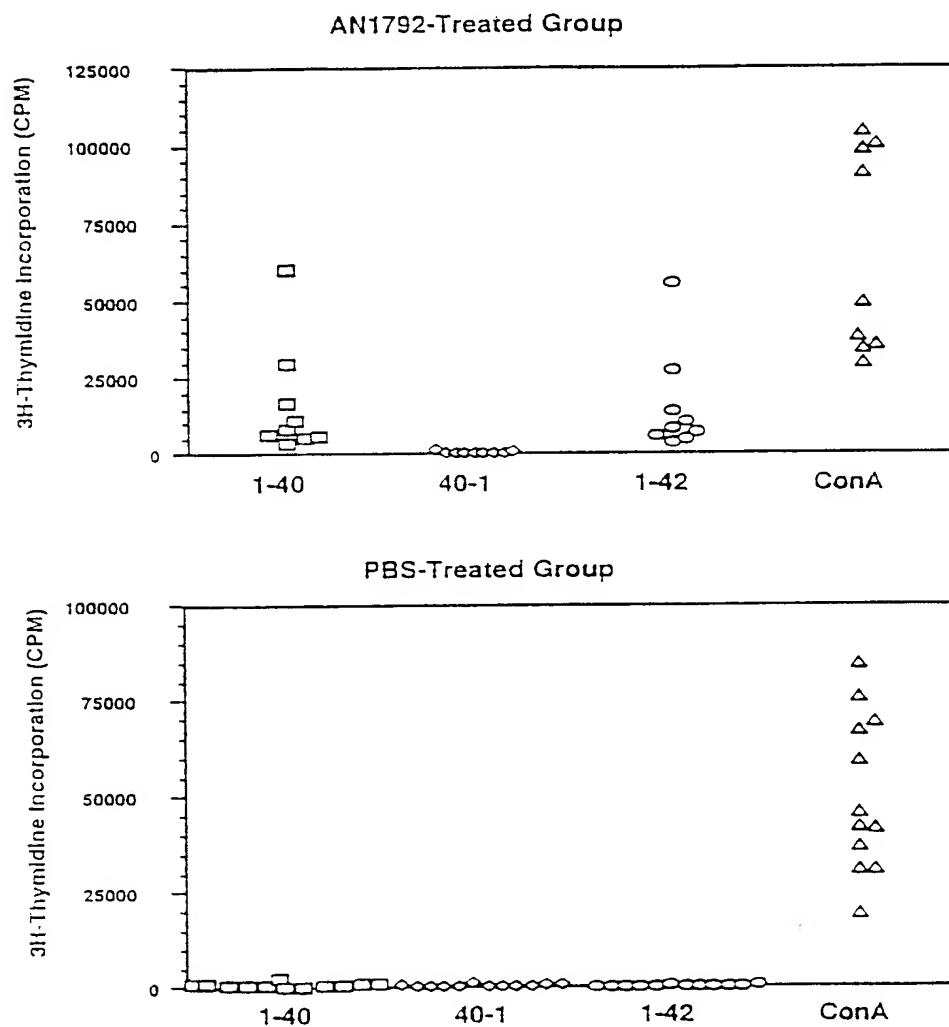 AN1792-Treated Group
3H-Thymidine Incorporation (CPM)
125000
100000
75000
50000
25000
0
1-40
40-1
1-42
ConA
PBS-Treated Group
3H-Thymidine Incorporation (CPM)
100000
75000
50000
25000
0
1-40
40-1
1-42
ConA